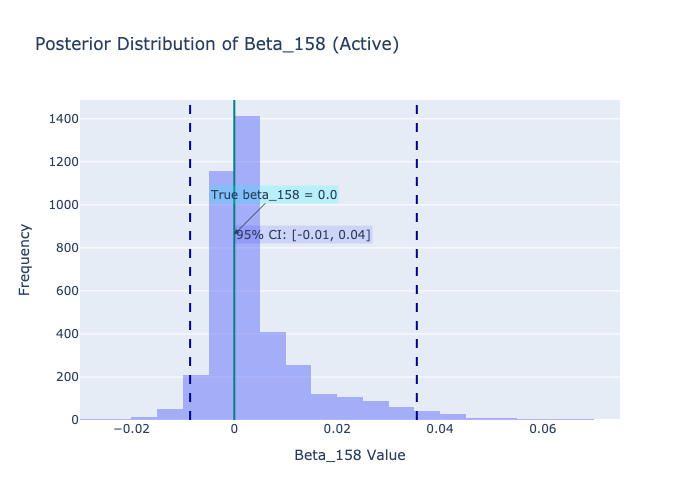 Posterior Distribution of Beta_158 (Active)
1400
1200
1000
800
600
400
200
0
Frequency
True beta_158 = 0.0
95% CI: [-0.01, 0.04]
−0.02
0
0.02
0.04
0.06
Beta_158 Value